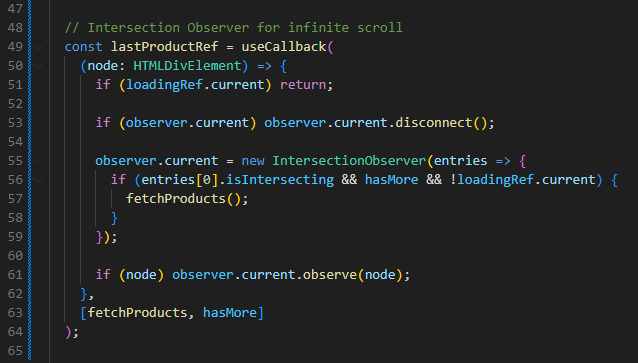 47
48 // Intersection Observer for infinite scroll
49 const lastProductRef = useCallback(
50 (node: HTMLDivElement) => {
51 if (loadingRef.current) return;
52
53 if (observer.current) observer.current.disconnect();
54
55 observer.current = new IntersectionObserver(entries => {
56 if (entries[0].isIntersecting && hasMore && !loadingRef.current) {
57 fetchProducts();
58 }
59 });
60
61 if (node) observer.current.observe(node);
62 },
63 [fetchProducts, hasMore]
64 );
65